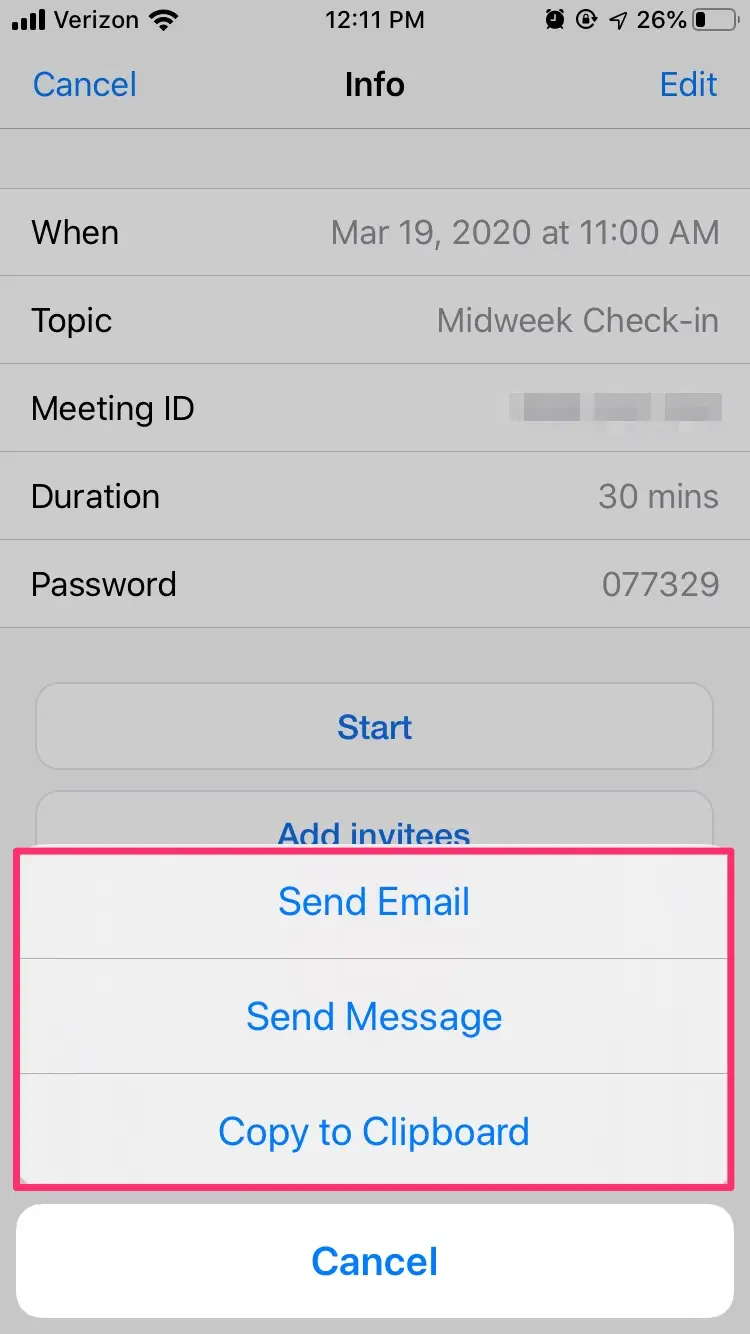 Verizon 12:11 PM 26%
Cancel Info Edit
When Mar 19, 2020 at 11:00 AM
Topic Midweek Check-in
Meeting ID
Duration 30 mins
Password 077329
Start
Add invitees
Send Email
Send Message
Copy to Clipboard
Cancel